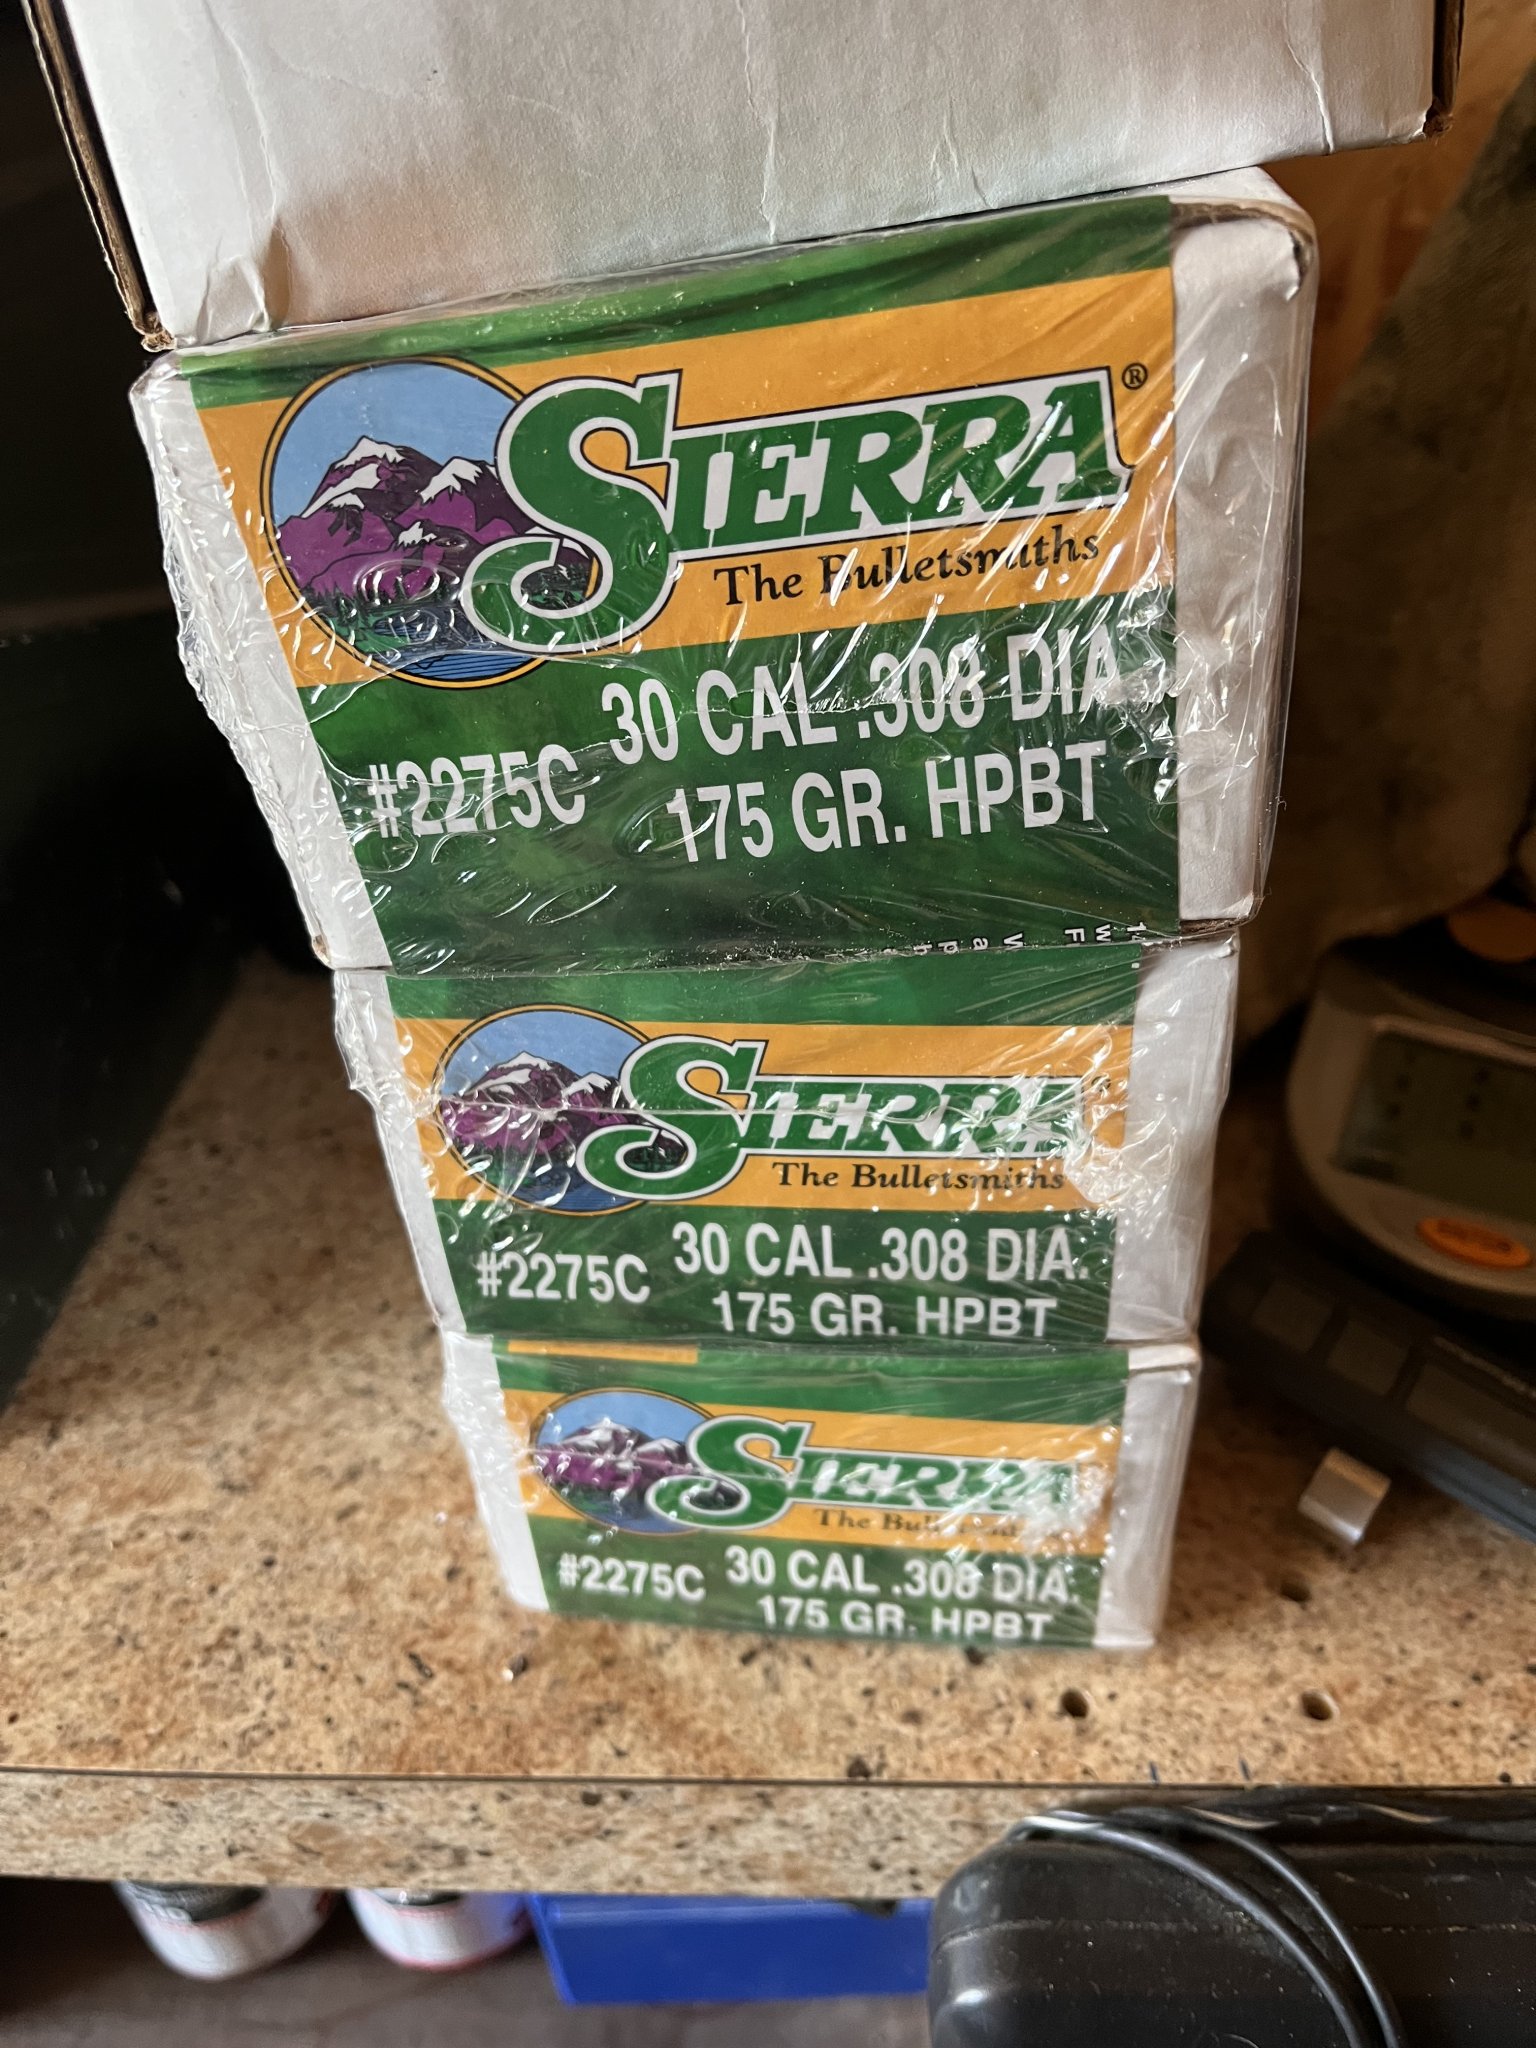 SIERRA®
The Bulletsmiths
30 CAL .308 DIA
#2275C
175 GR. HPBT
SIERRA
The Bulletsmiths
30 CAL .308 DIA.
#2275C
175 GR. HPBT
SIERRA
The
30 CAL .308 DIA.
#2275C
175 GR. HPBT